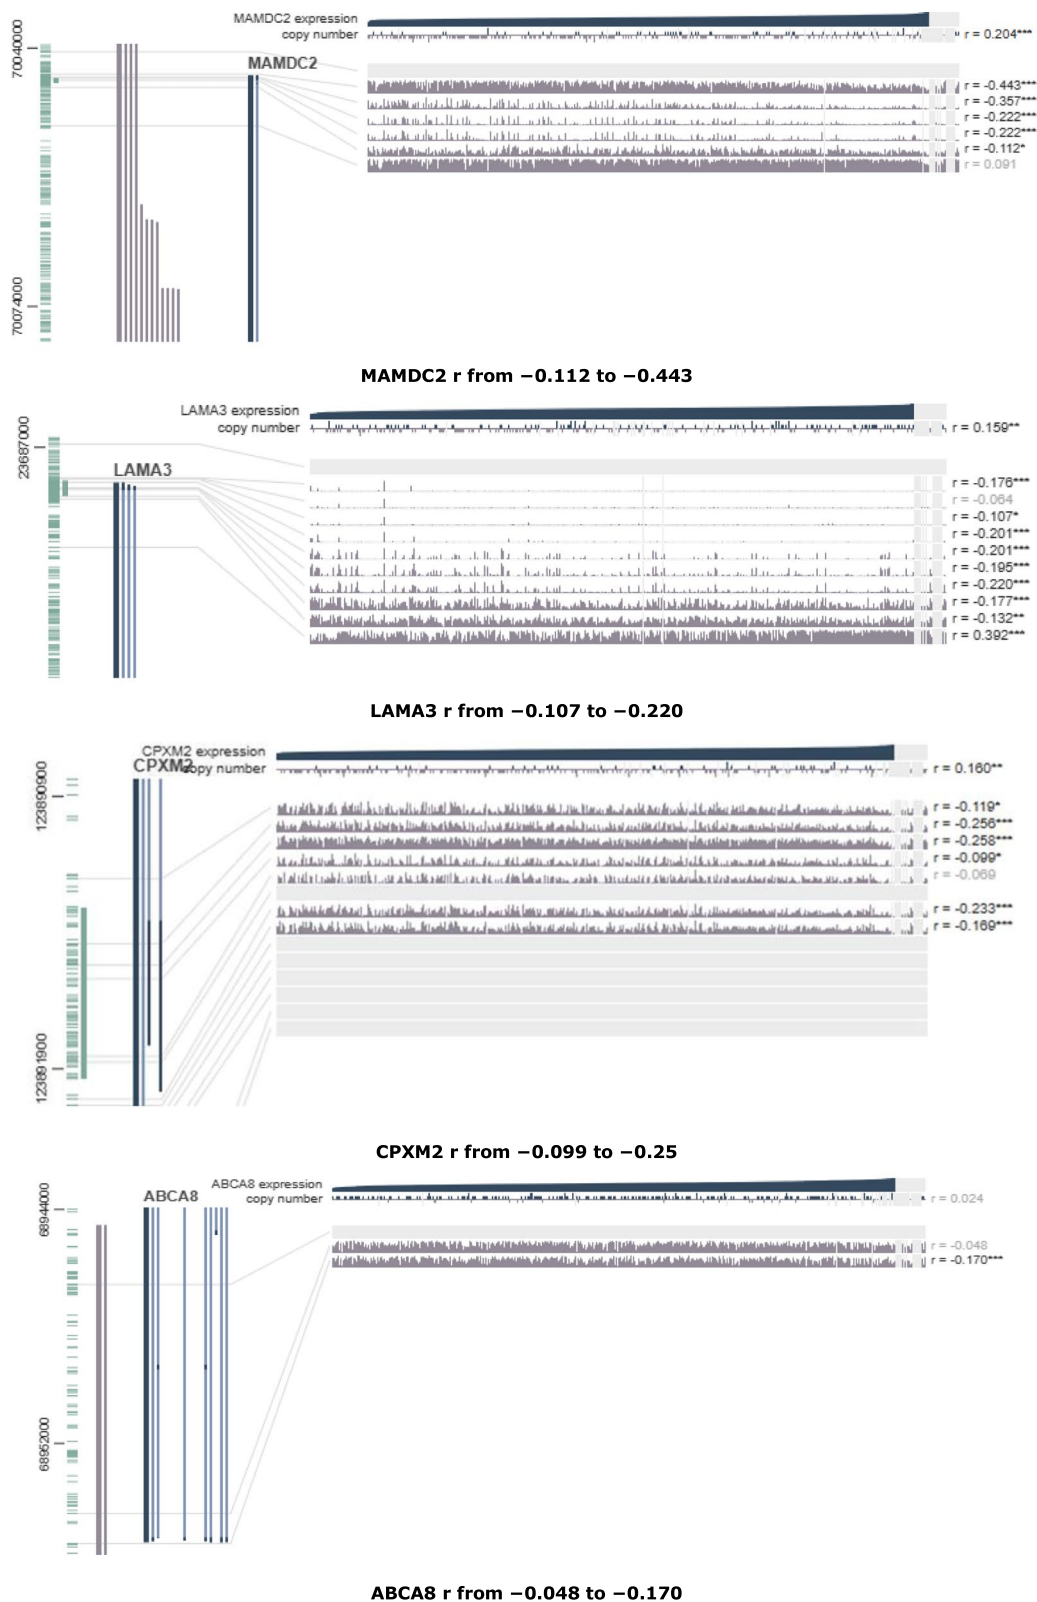 MAMDC2 expression
copy number
r = 0.204***
70040000
MAMDC2
r = -0.443***
r = -0.357***
r = -0.222***
r = -0.222***
r = -0.112*
r = 0.091
70074000
MAMDC2 r from −0.112 to −0.443
LAMA3 expression
copy number
r = 0.159**
23687000
LAMA3
r = -0.176***
r = -0.064
r = -0.107*
r = -0.201***
r = -0.201***
r = -0.195***
r = -0.220***
r = -0.177***
r = -0.132**
r = 0.392***
LAMA3 r from −0.107 to −0.220
CPXM2 expression
CPXM2
copy number
r = 0.160**
123890900
r = -0.119*
r = -0.256***
r = -0.258***
r = -0.099*
r = -0.069
r = -0.233***
r = -0.169***
123891900
CPXM2 r from −0.099 to −0.25
ABCA8 expression
ABCA8
copy number
r = 0.024
68944000
r = -0.048
r = -0.170***
68962000
ABCA8 r from −0.048 to −0.170